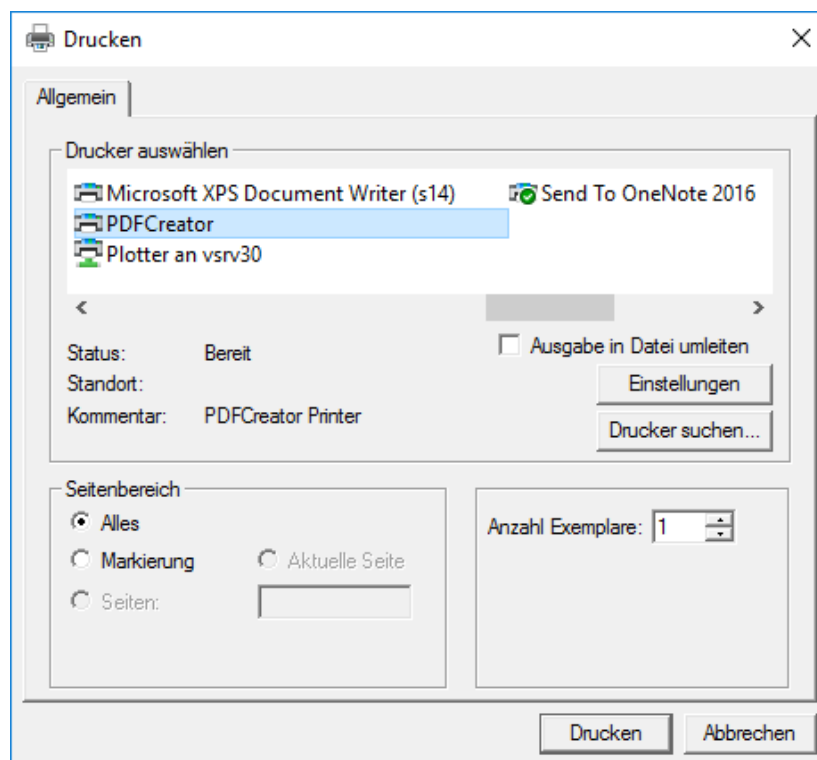 Drucken
Allgemein
Drucker auswählen
Microsoft XPS Document Writer (s14)
Send To OneNote 2016
PDFCreator
Plotter an vsrv30
Status: Bereit
Ausgabe in Datei umleiten
Standort:
Einstellungen
Kommentar: PDFCreator Printer
Drucker suchen...
Seitenbereich
Alles
Markierung
Aktuelle Seite
Seiten:
Anzahl Exemplare: 1
Drucken
Abbrechen